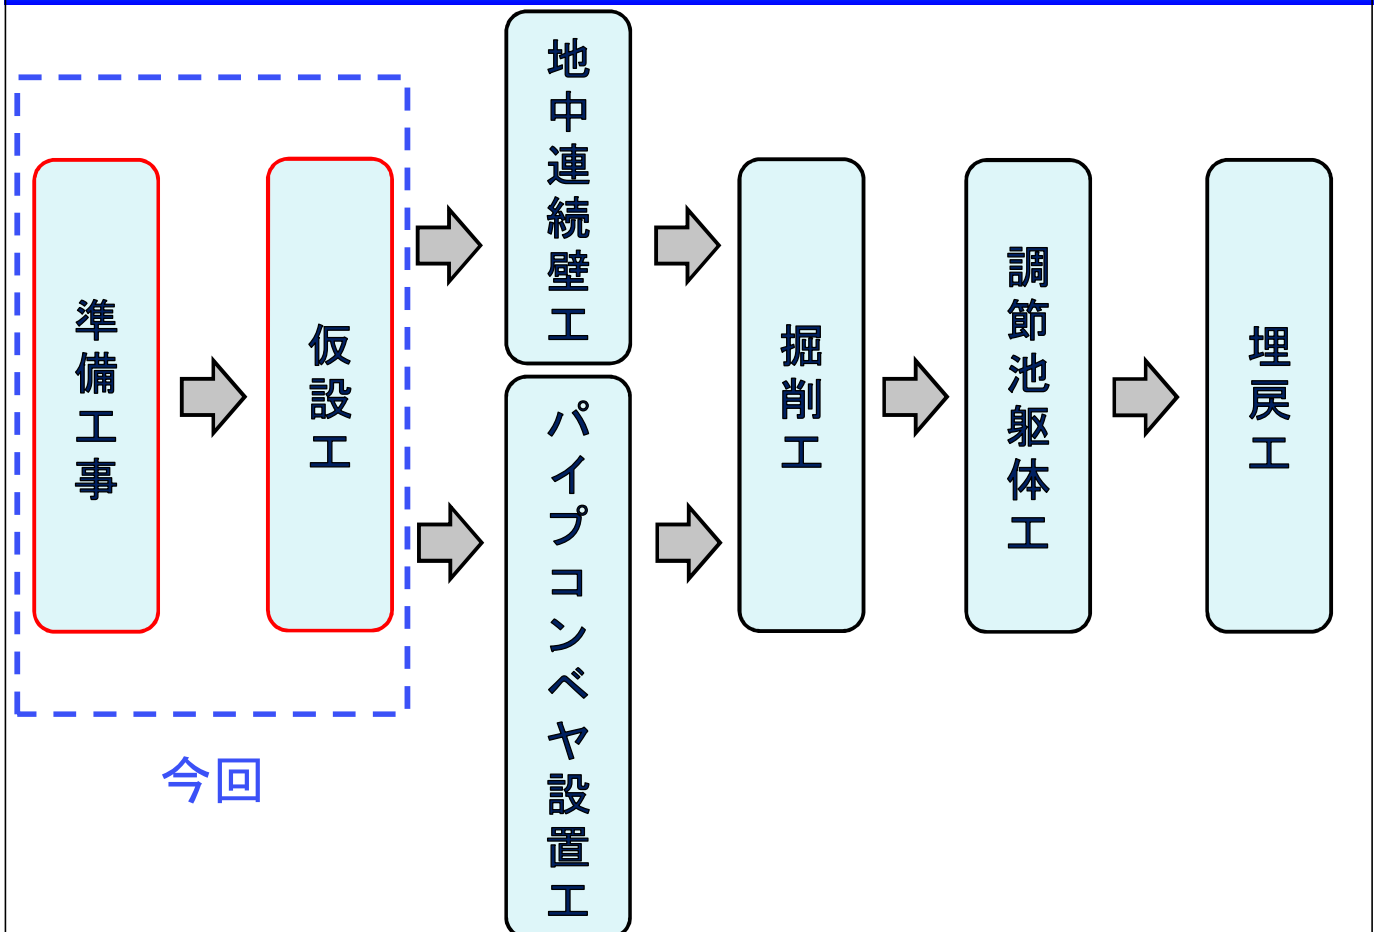 準備工事
仮設工
地中連続壁工
パイプコンベヤ設置工
掘削工
調節池躯体工
埋戻工
今回